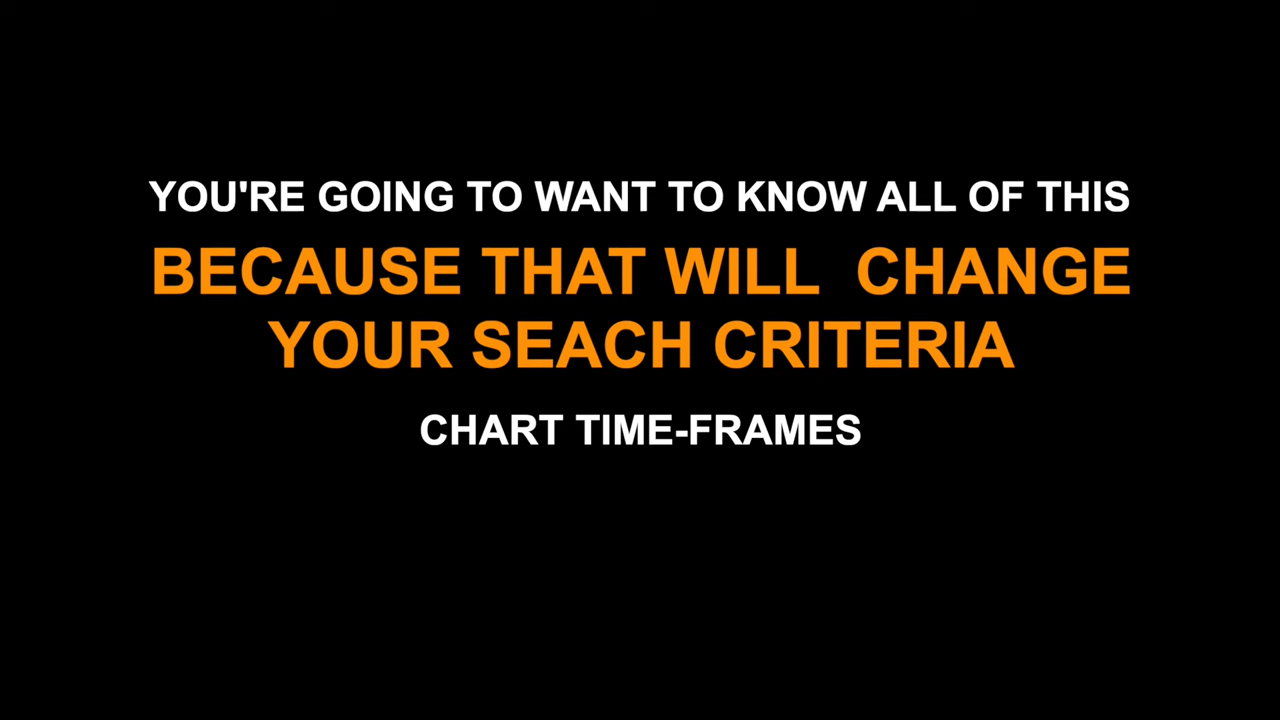 YOU'RE GOING TO WANT TO KNOW ALL OF THIS
BECAUSE THAT WILL  CHANGE
YOUR SEACH CRITERIA
CHART TIME-FRAMES